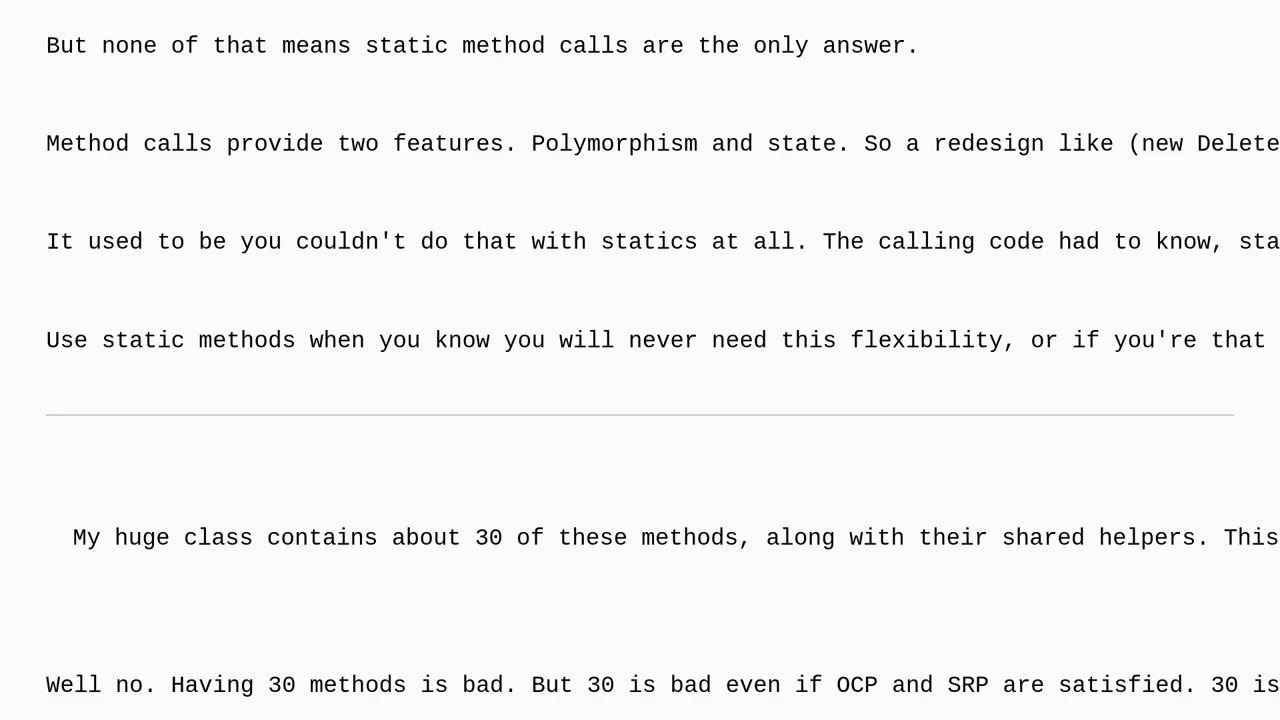 But none of that means static method calls are the only answer.
Method calls provide two features. Polymorphism and state. So a redesign like (new Delete
It used to be you couldn't do that with statics at all. The calling code had to know, sta
Use static methods when you know you will never need this flexibility, or if you're that
My huge class contains about 30 of these methods, along with their shared helpers. This
Well no. Having 30 methods is bad. But 30 is bad even if OCP and SRP are satisfied. 30 is